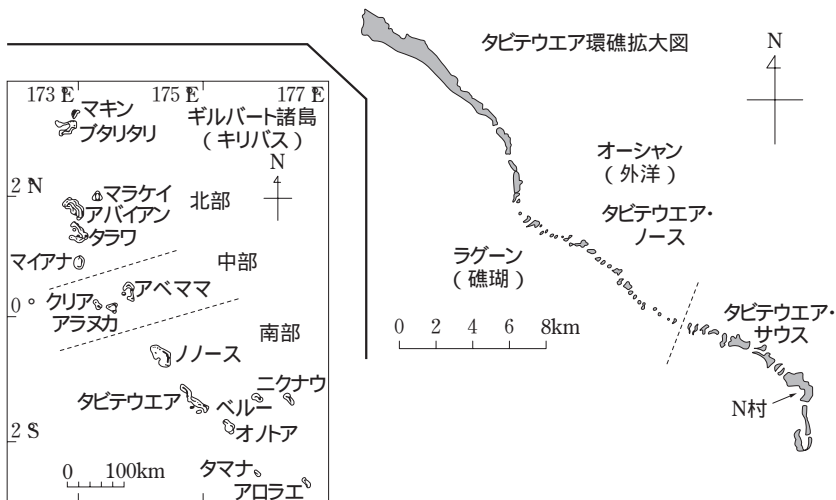 173°E
175°E
177°E
マキン
ブタリタリ
ギルバート諸島
（キリバス）
N
2°N
マラケイ
北部
アバイアン
タラワ
マイアナ
中部
0°
クリア
アベママ
アラヌカ
南部
ノノース
タビテウエア
ニクナウ
ベルー
オノトア
2°S
0 100km
タマナ
アロラエ
タビテウエア環礁拡大図
N
オーシャン
（外洋）
タビテウエア・
ノース
ラグーン
（礁瑚）
0 2 4 6 8km
タビテウエア・
サウス
N村